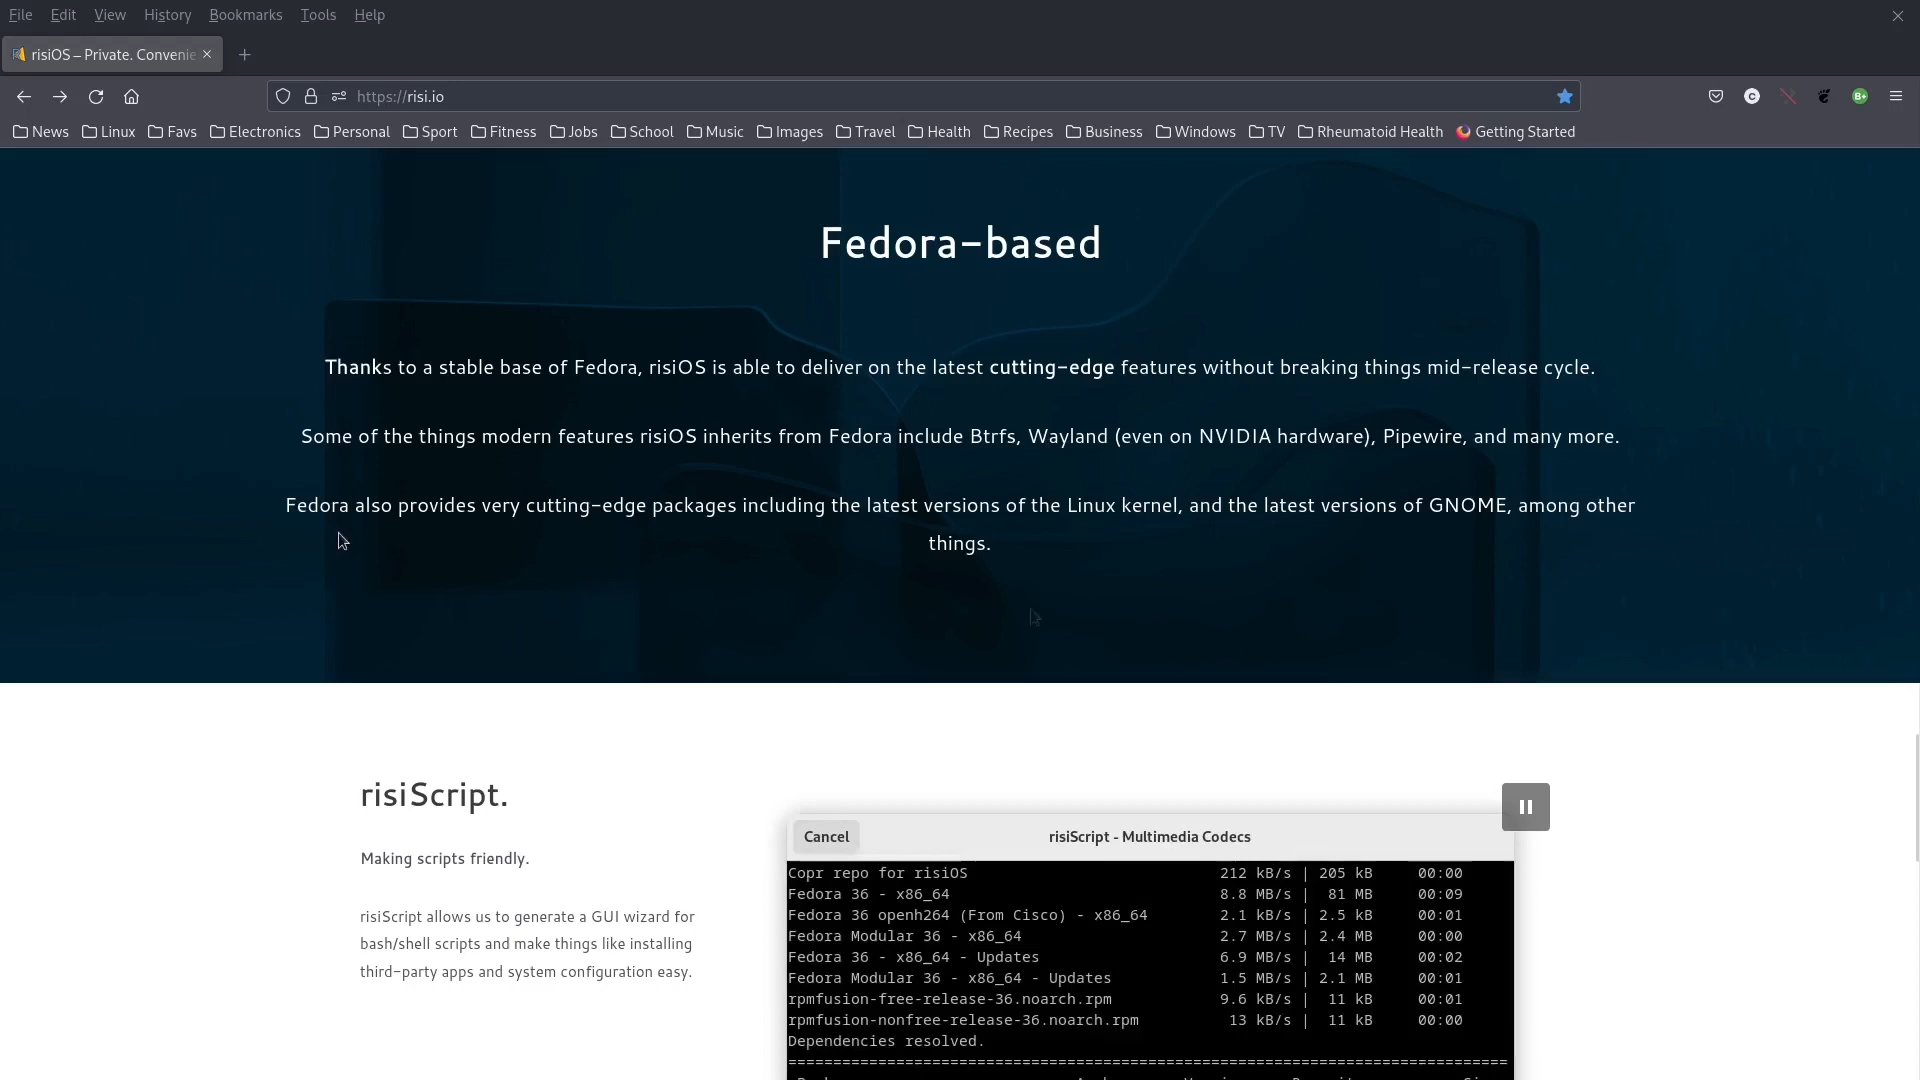 File Edit View History Bookmarks Tools Help
risiOS – Private. Convenie
https://risi.io
News Linux Favs Electronics Personal Sport Fitness Jobs School Music Images Travel Health Recipes Business Windows TV Rheumatoid Health Getting Started
Fedora-based
Thanks to a stable base of Fedora, risiOS is able to deliver on the latest cutting-edge features without breaking things mid-release cycle.
Some of the things modern features risiOS inherits from Fedora include Btrfs, Wayland (even on NVIDIA hardware), Pipewire, and many more.
Fedora also provides very cutting-edge packages including the latest versions of the Linux kernel, and the latest versions of GNOME, among other
things.
risiScript.
Making scripts friendly.
risiScript allows us to generate a GUI wizard for
bash/shell scripts and make things like installing
third-party apps and system configuration easy.
Cancel risiScript - Multimedia Codecs
Copr repo for risiOS 212 kB/s | 205 kB 00:00
Fedora 36 - x86_64 8.8 MB/s | 81 MB 00:09
Fedora 36 openh264 (From Cisco) - x86_64 2.1 kB/s | 2.5 kB 00:01
Fedora Modular 36 - x86_64 2.7 MB/s | 2.4 MB 00:00
Fedora 36 - x86_64 - Updates 6.9 MB/s | 14 MB 00:02
Fedora Modular 36 - x86_64 - Updates 1.5 MB/s | 2.1 MB 00:01
rpmfusion-free-release-36.noarch.rpm 9.6 kB/s | 11 kB 00:01
rpmfusion-nonfree-release-36.noarch.rpm 13 kB/s | 11 kB 00:00
Dependencies resolved.
================================================================================